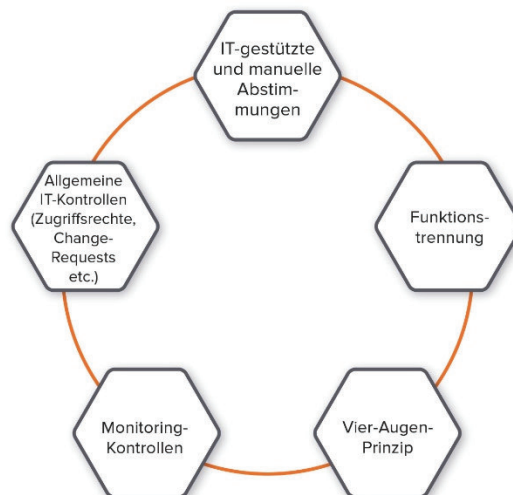 IT-gestützte
und manuelle
Abstim-
mungen
Allgemeine
IT-Kontrollen
(Zugriffsrechte,
Change-
Requests
etc.)
Funktions-
trennung
Monitoring-
Kontrollen
Vier-Augen-
Prinzip